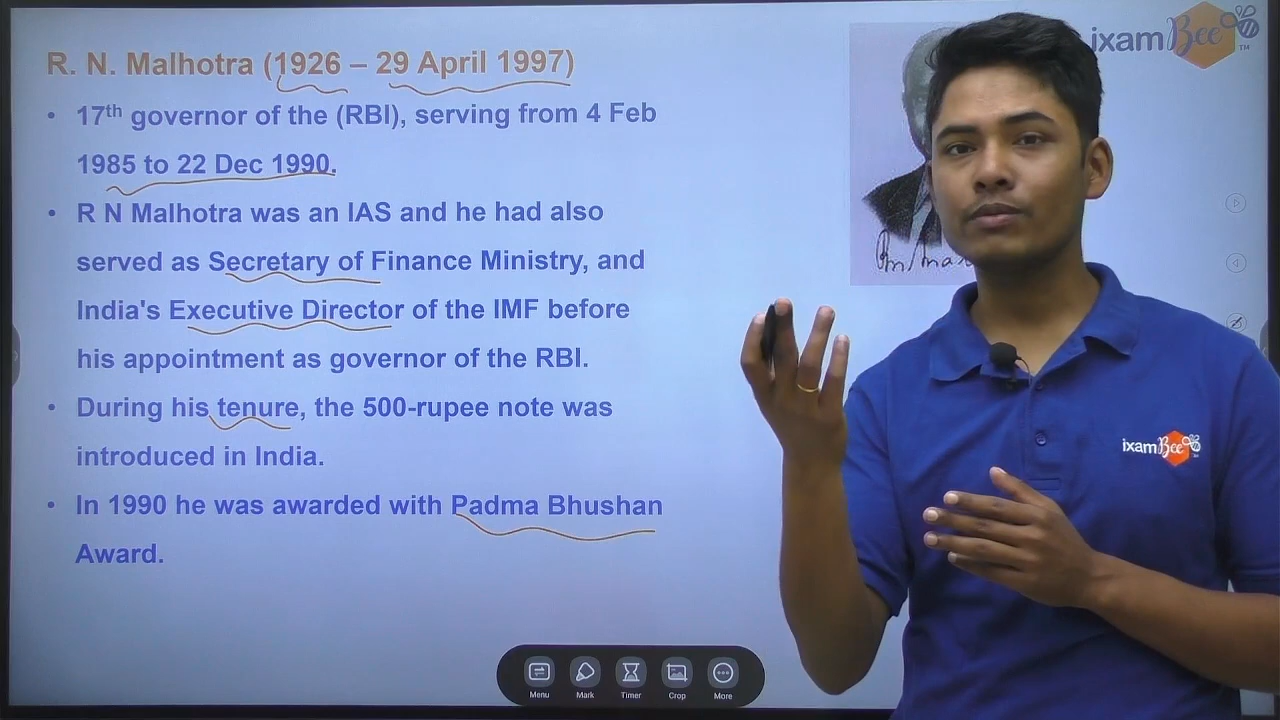 R. N. Malhotra (1926 – 29 April 1997)
• 17th governor of the (RBI), serving from 4 Feb
1985 to 22 Dec 1990.
• R N Malhotra was an IAS and he had also
served as Secretary of Finance Ministry, and
India's Executive Director of the IMF before
his appointment as governor of the RBI.
• During his tenure, the 500-rupee note was
introduced in India.
• In 1990 he was awarded with Padma Bhushan
Award.
ixamBee™
ixamBee
Menu Mark Timer Crop More